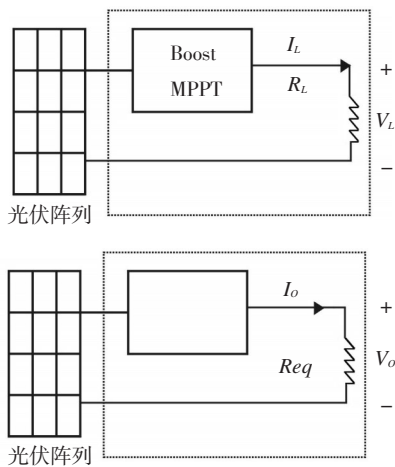 Boost
MPPT
I_L
R_L
+
V_L
−
光伏阵列
I_O
Req
+
V_O
−
光伏阵列